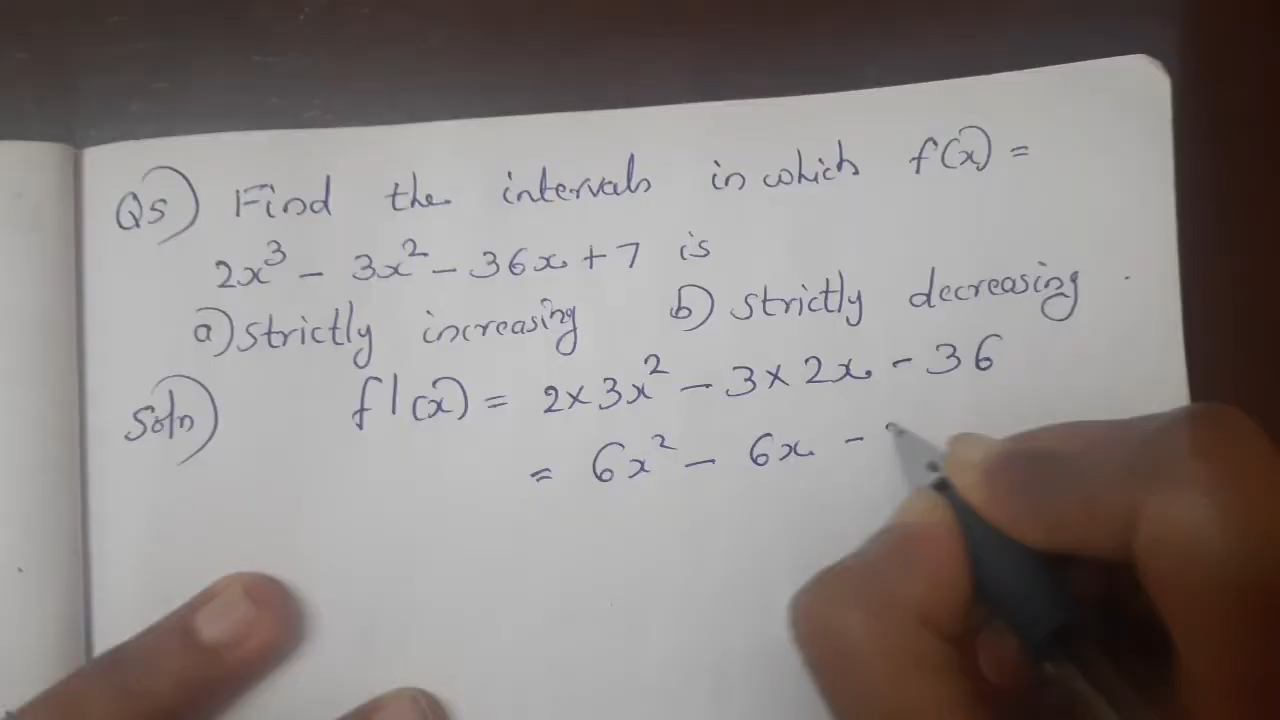 Q5) Find the intervals in which f(x) =
2x³ - 3x² - 36x + 7 is
a) strictly increasing b) strictly decreasing.
Soln) f'(x) = 2×3x² - 3×2x - 36
= 6x² - 6x -